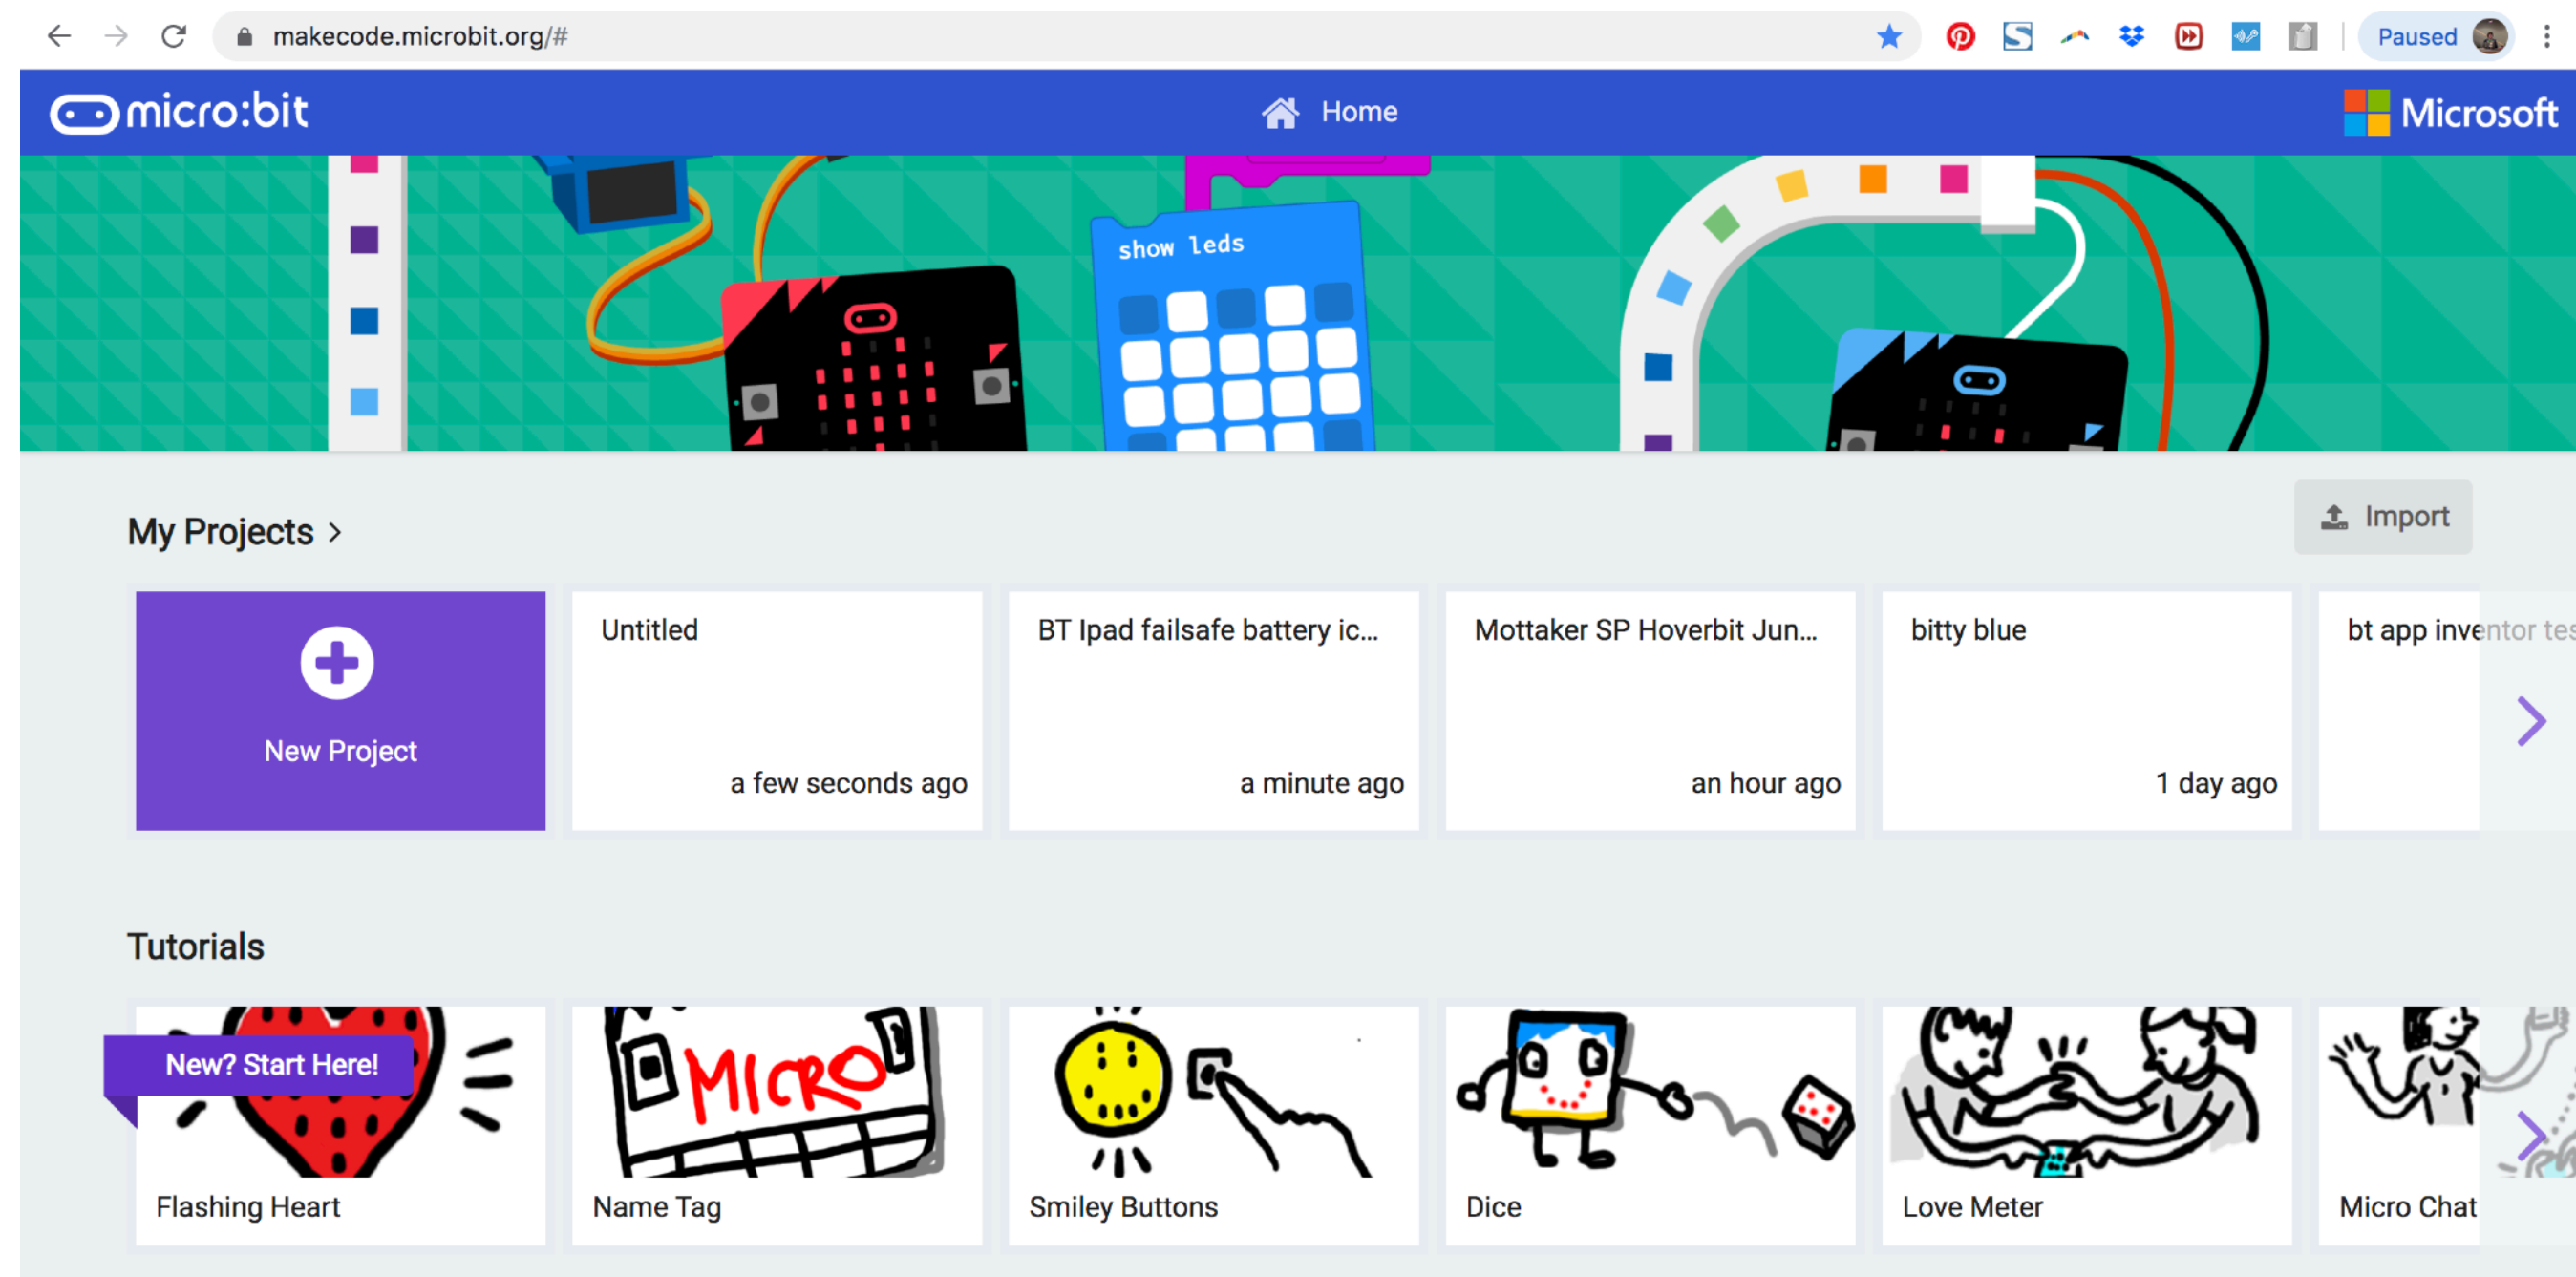 makecode.microbit.org/#
Paused
micro:bit
Home
Microsoft
show leds
My Projects >
Import
New Project
Untitled
a few seconds ago
BT Ipad failsafe battery ic...
a minute ago
Mottaker SP Hoverbit Jun...
an hour ago
bitty blue
1 day ago
bt app inventor tes
Tutorials
New? Start Here!
MICRO
Flashing Heart
Name Tag
Smiley Buttons
Dice
Love Meter
Micro Chat